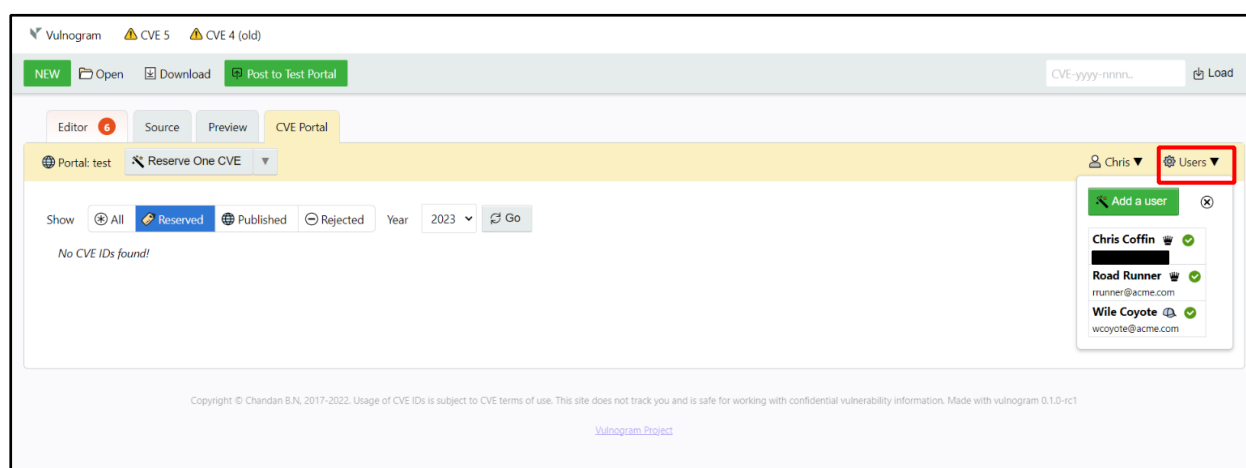 Vulnogram CVE 5 CVE 4 (old)
NEW Open Download Post to Test Portal CVE-yyyy-nnnn.. Load
Editor 6 Source Preview CVE Portal
Portal: test Reserve One CVE ▼ Chris ▼ Users ▼
Add a user
Show All Reserved Published Rejected Year 2023 Go
No CVE IDs found!
Chris Coffin
Road Runner
rrunner@acme.com
Wile Coyote
wcoyote@acme.com
Copyright © Chandan B.N, 2017-2022. Usage of CVE IDs is subject to CVE terms of use. This site does not track you and is safe for working with confidential vulnerability information. Made with vulnogram 0.1.0-rc1
Vulnogram Project